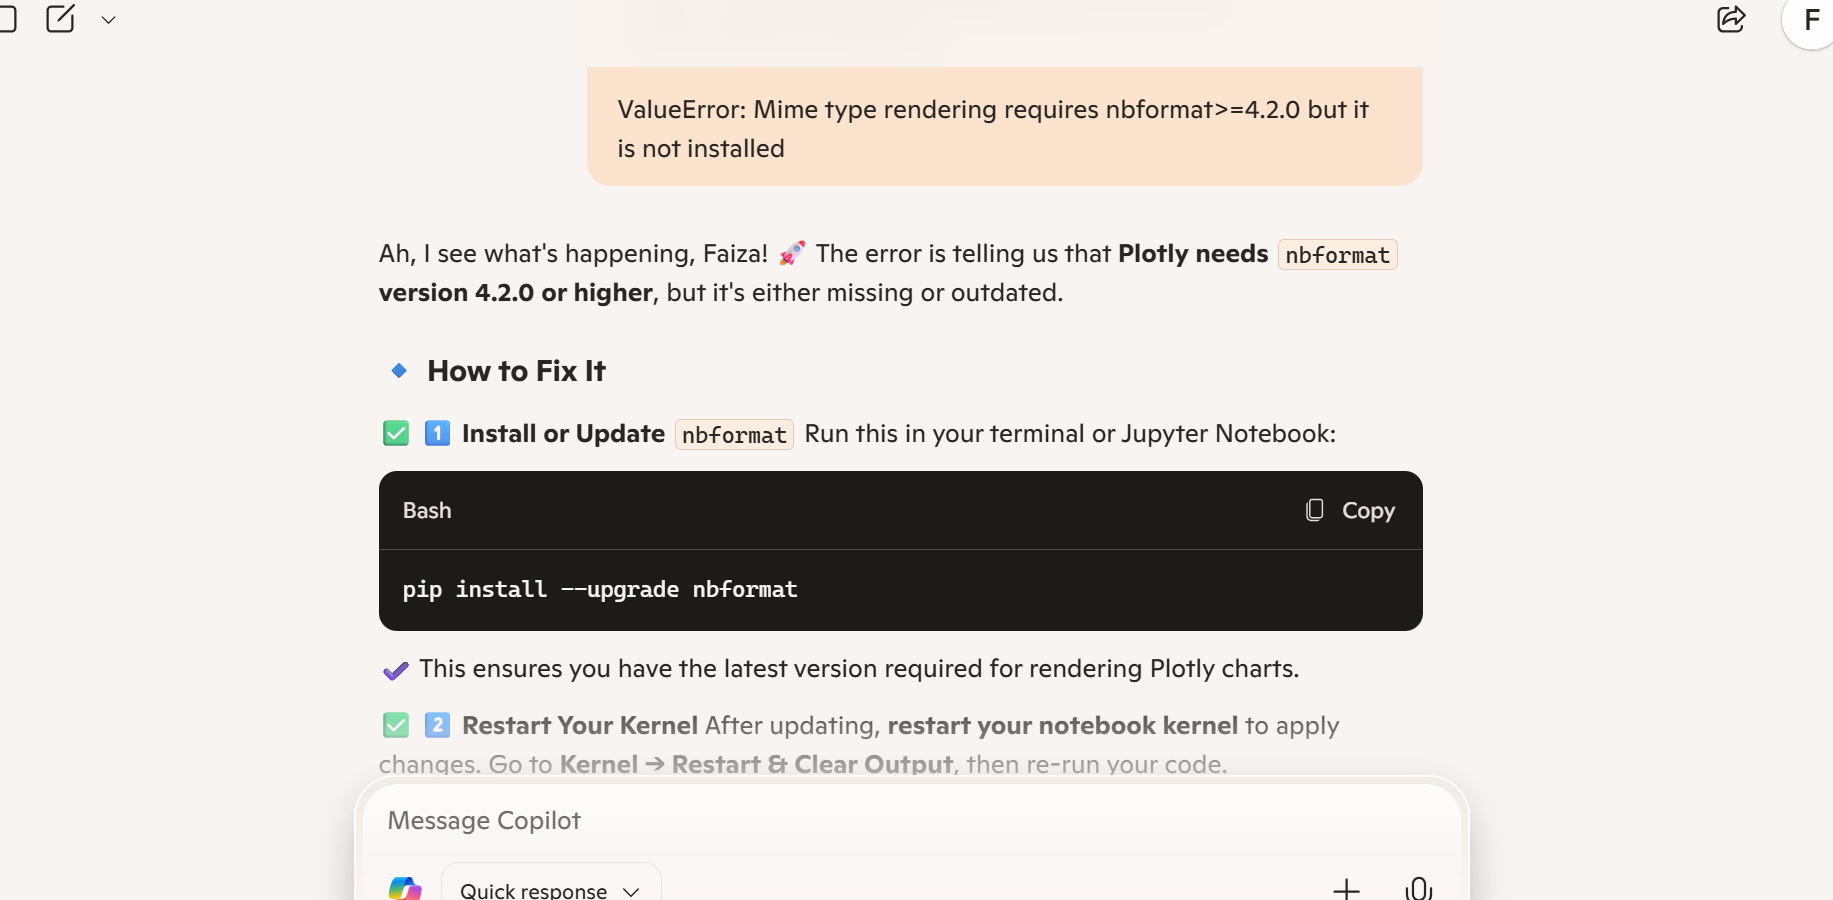 F
ValueError: Mime type rendering requires nbformat>=4.2.0 but it
is not installed
Ah, I see what's happening, Faiza! 🚀 The error is telling us that Plotly needs nbformat
version 4.2.0 or higher, but it's either missing or outdated.
🔹 How to Fix It
✅ 1️⃣ Install or Update nbformat Run this in your terminal or Jupyter Notebook:
Bash
Copy
pip install --upgrade nbformat
✔ This ensures you have the latest version required for rendering Plotly charts.
✅ 2️⃣ Restart Your Kernel After updating, restart your notebook kernel to apply
changes. Go to Kernel → Restart & Clear Output, then re-run your code.
Message Copilot
Quick response